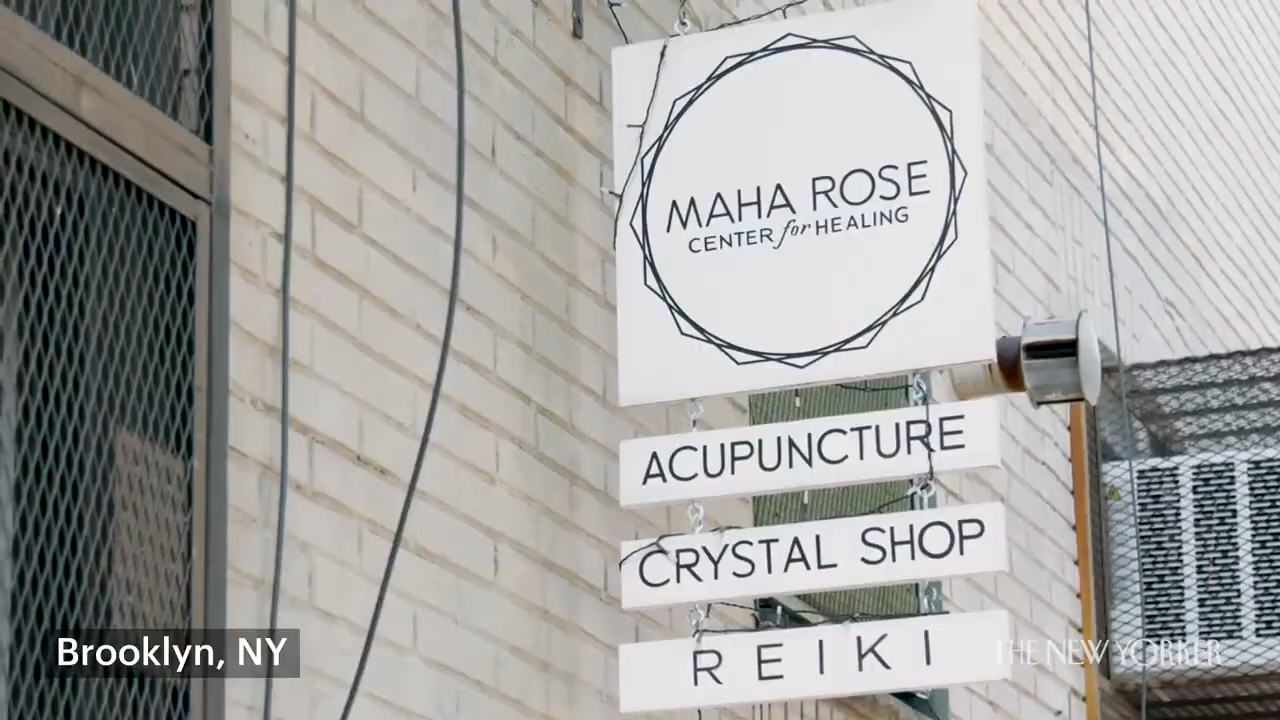 MAHA ROSE
CENTER for HEALING
ACUPUNCTURE
CRYSTAL SHOP
REIKI
Brooklyn, NY
THE NEW YORKER